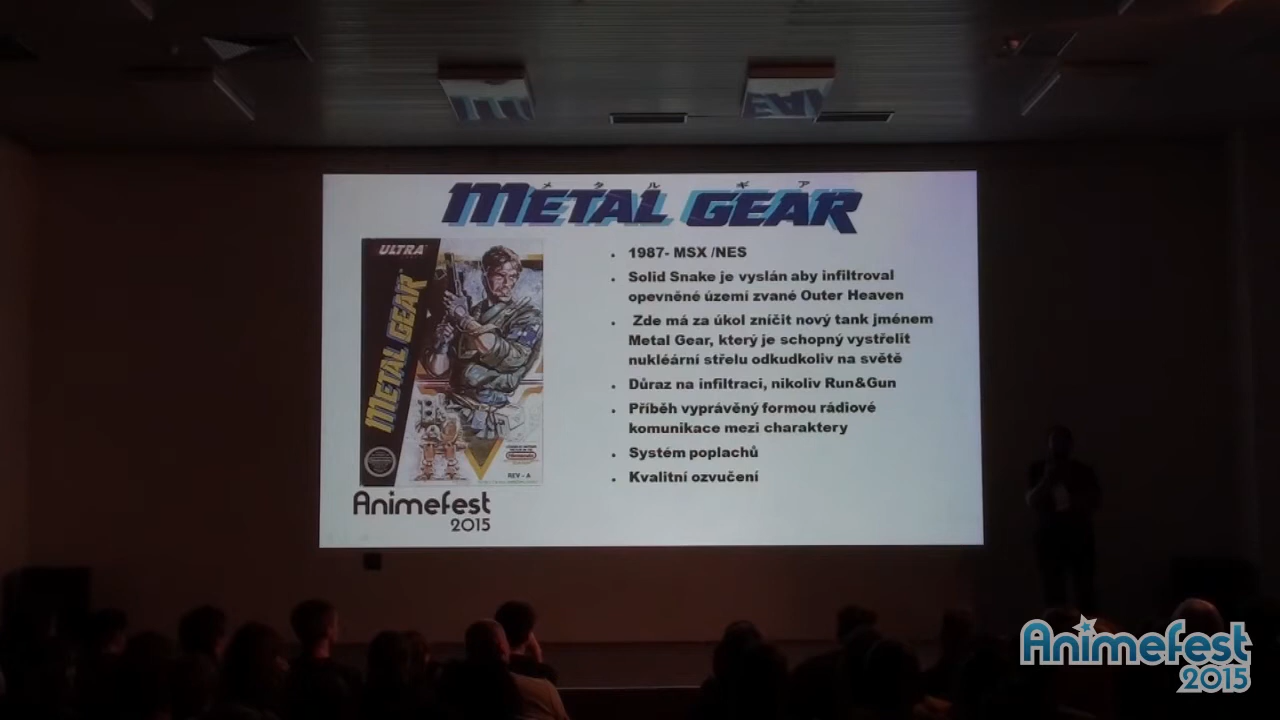 メタル ギア
METAL GEAR
ULTRA
METAL GEAR
Nintendo
REV-A
1987- MSX /NES
Solid Snake je vyslán aby infiltroval
opevněné území zvané Outer Heaven
Zde má za úkol zníčit nový tank jménem
Metal Gear, který je schopný vystřelit
nukléární střelu odkudkoliv na světě
Důraz na infiltraci, nikoliv Run&Gun
Příběh vyprávěný formou rádiové
komunikace mezi charaktery
Systém poplachů
Kvalitní ozvučení
Animefest
2015
Animefest
2015